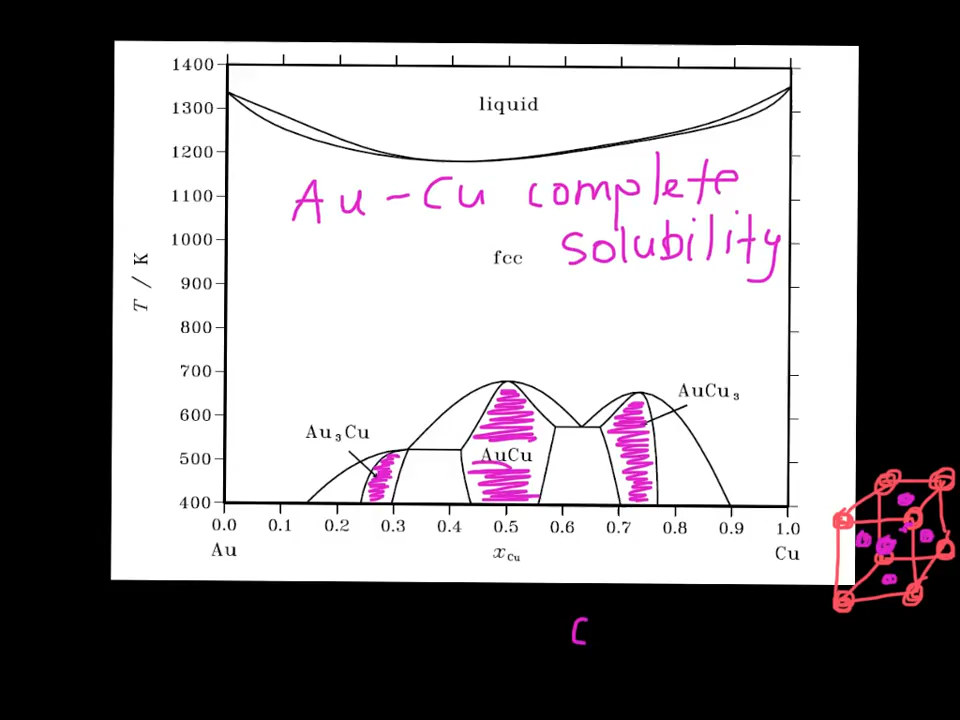 1400
1300
1200
1100
1000
900
800
700
600
500
400
T / K
liquid
Au - Cu complete
solubility
fcc
AuCu₃
Au₃Cu
AuCu
0.0 0.1 0.2 0.3 0.4 0.5 0.6 0.7 0.8 0.9 1.0
Au xCu Cu
C